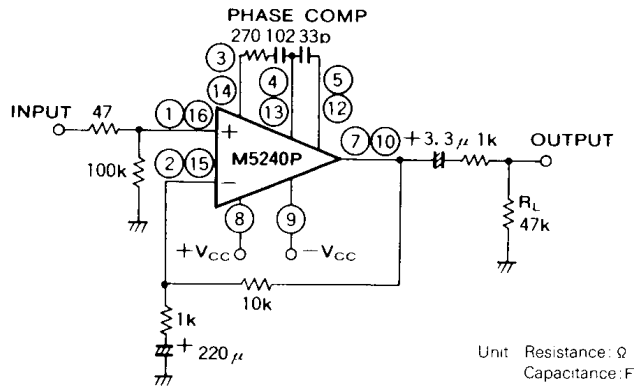 PHASE COMP
270 102 33p
3
4
5
14
13
12
INPUT
47
1 16
+
7 10
+ 3.3μ 1k
OUTPUT
2 15
−
M5240P
100k
RL
47k
8
9
+VCC
−VCC
10k
1k
+
220μ
Unit Resistance: Ω
Capacitance: F